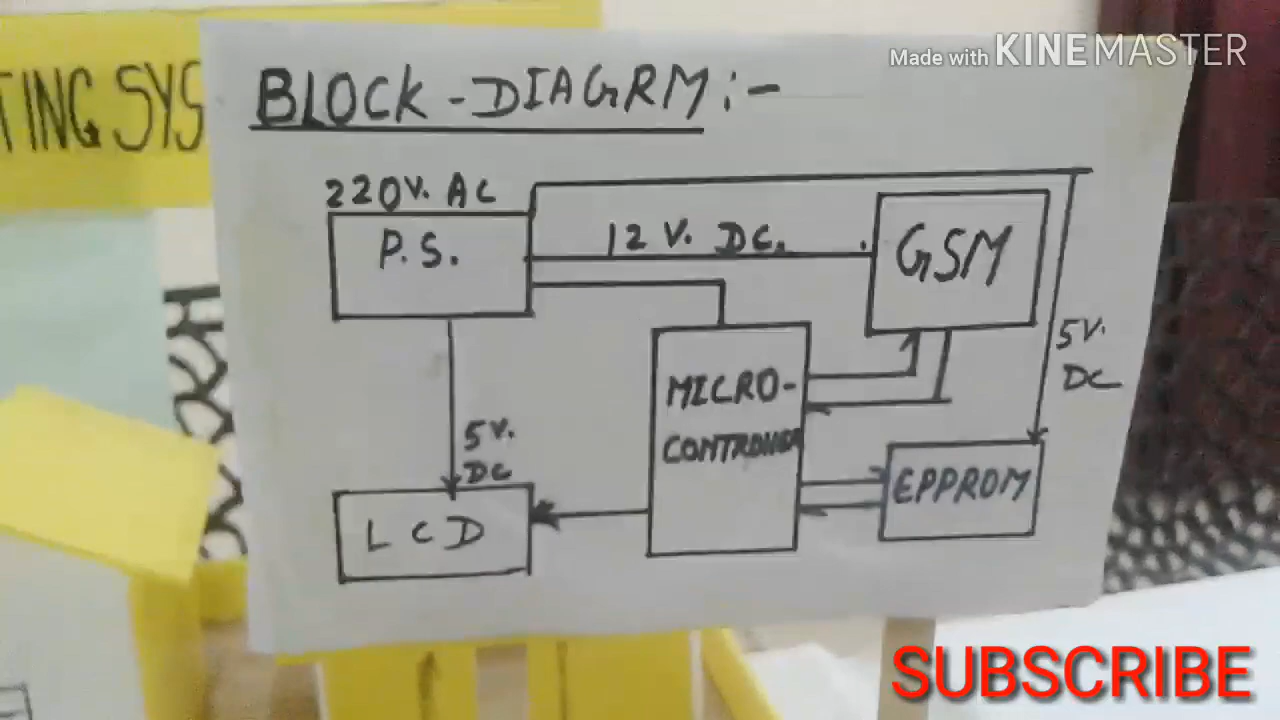 Made with KINEMASTER
TING SYS
BLOCK-DIAGRM:-
220V. AC
P.S.
12 V. DC.
GSM
5V.
DC
MICRO-
CONTROLLER
5V.
DC
EPPROM
LCD
SUBSCRIBE